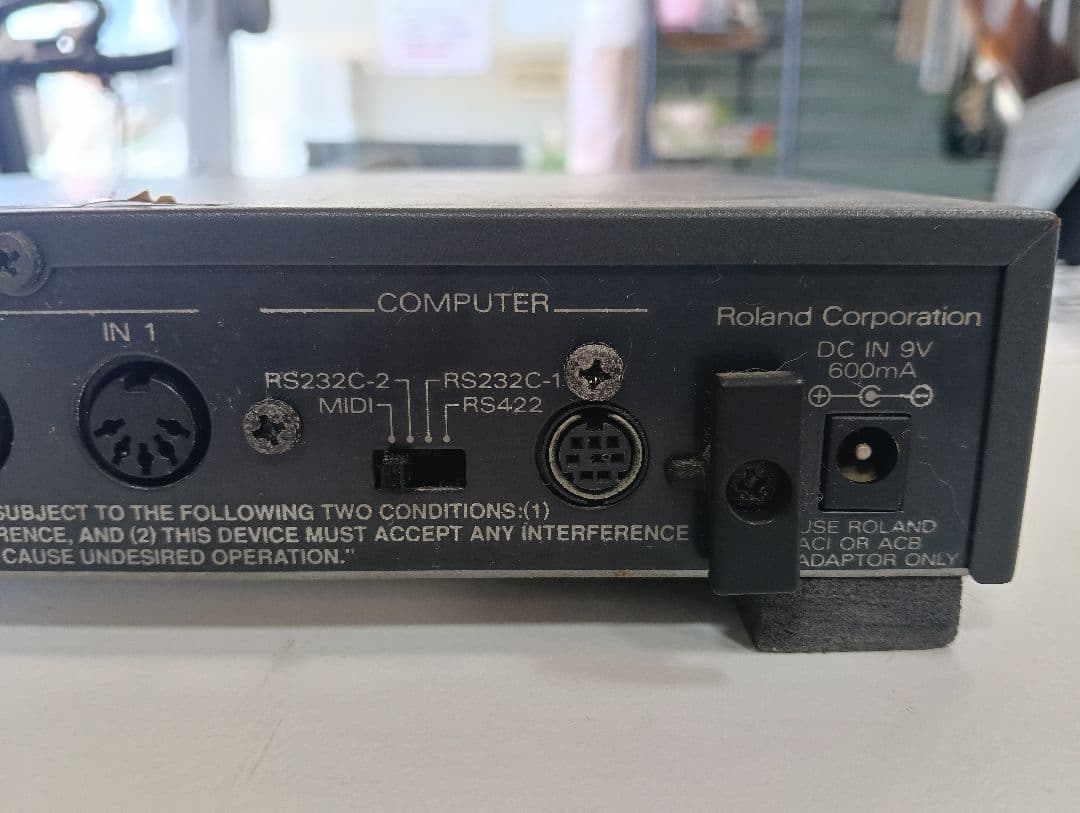 COMPUTER
Roland Corporation
IN 1
DC IN 9V
600mA
RS232C-2
RS232C-1
MIDI
RS422
SUBJECT TO THE FOLLOWING TWO CONDITIONS:(1)
RENCE, AND (2) THIS DEVICE MUST ACCEPT ANY INTERFERENCE
CAUSE UNDESIRED OPERATION."
USE ROLAND
ACI OR ACB
ADAPTOR ONLY